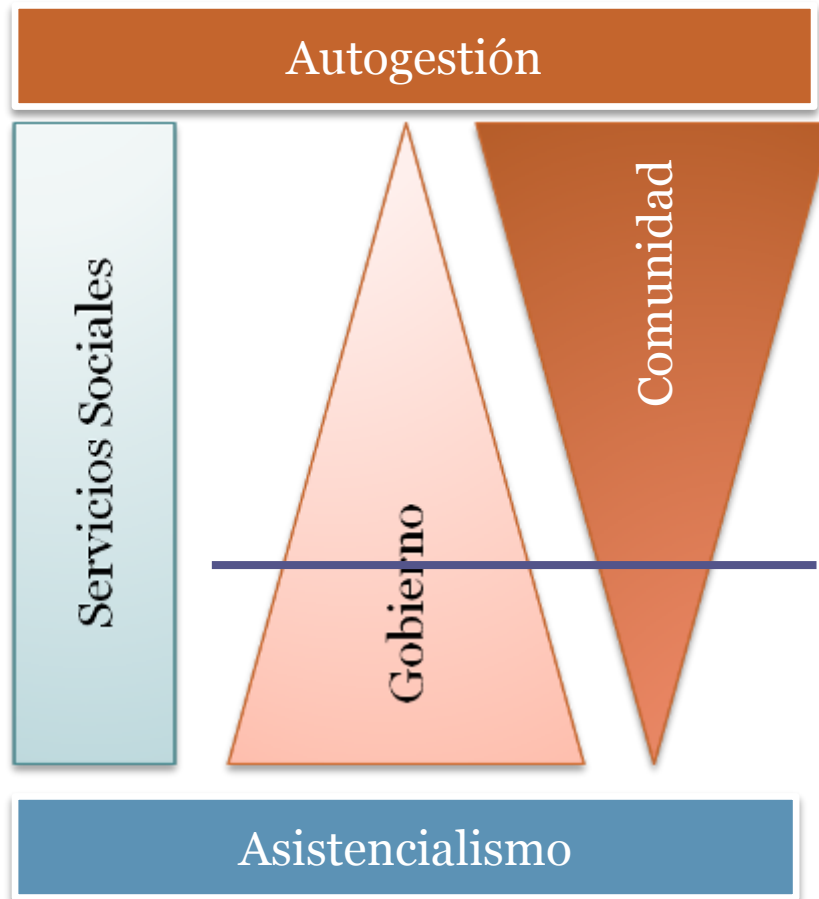 Autogestión
Servicios Sociales
Gobierno
Comunidad
Asistencialismo